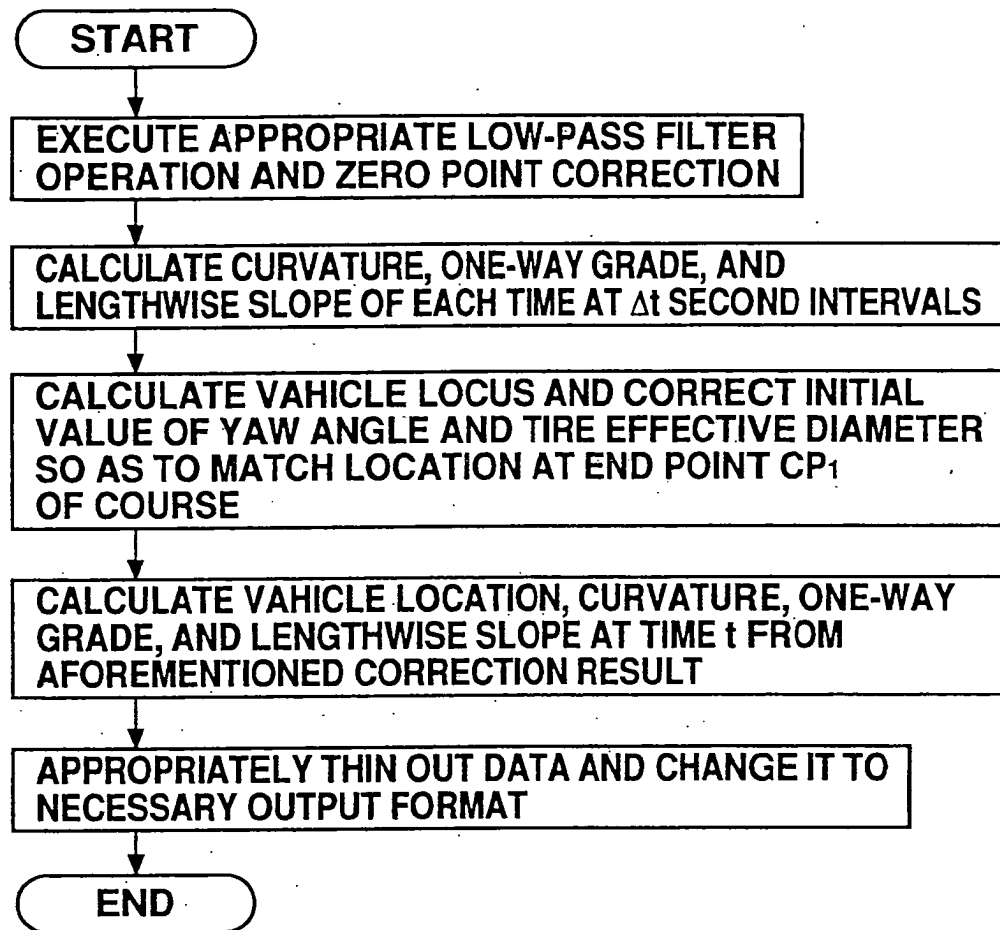 START
EXECUTE APPROPRIATE LOW-PASS FILTER
OPERATION AND ZERO POINT CORRECTION
CALCULATE CURVATURE, ONE-WAY GRADE, AND
LENGTHWISE SLOPE OF EACH TIME AT Δt SECOND INTERVALS
CALCULATE VAHICLE LOCUS AND CORRECT INITIAL
VALUE OF YAW ANGLE AND TIRE EFFECTIVE DIAMETER
SO AS TO MATCH LOCATION AT END POINT CP1
OF COURSE
CALCULATE VAHICLE LOCATION, CURVATURE, ONE-WAY
GRADE, AND LENGTHWISE SLOPE AT TIME t FROM
AFOREMENTIONED CORRECTION RESULT
APPROPRIATELY THIN OUT DATA AND CHANGE IT TO
NECESSARY OUTPUT FORMAT
END